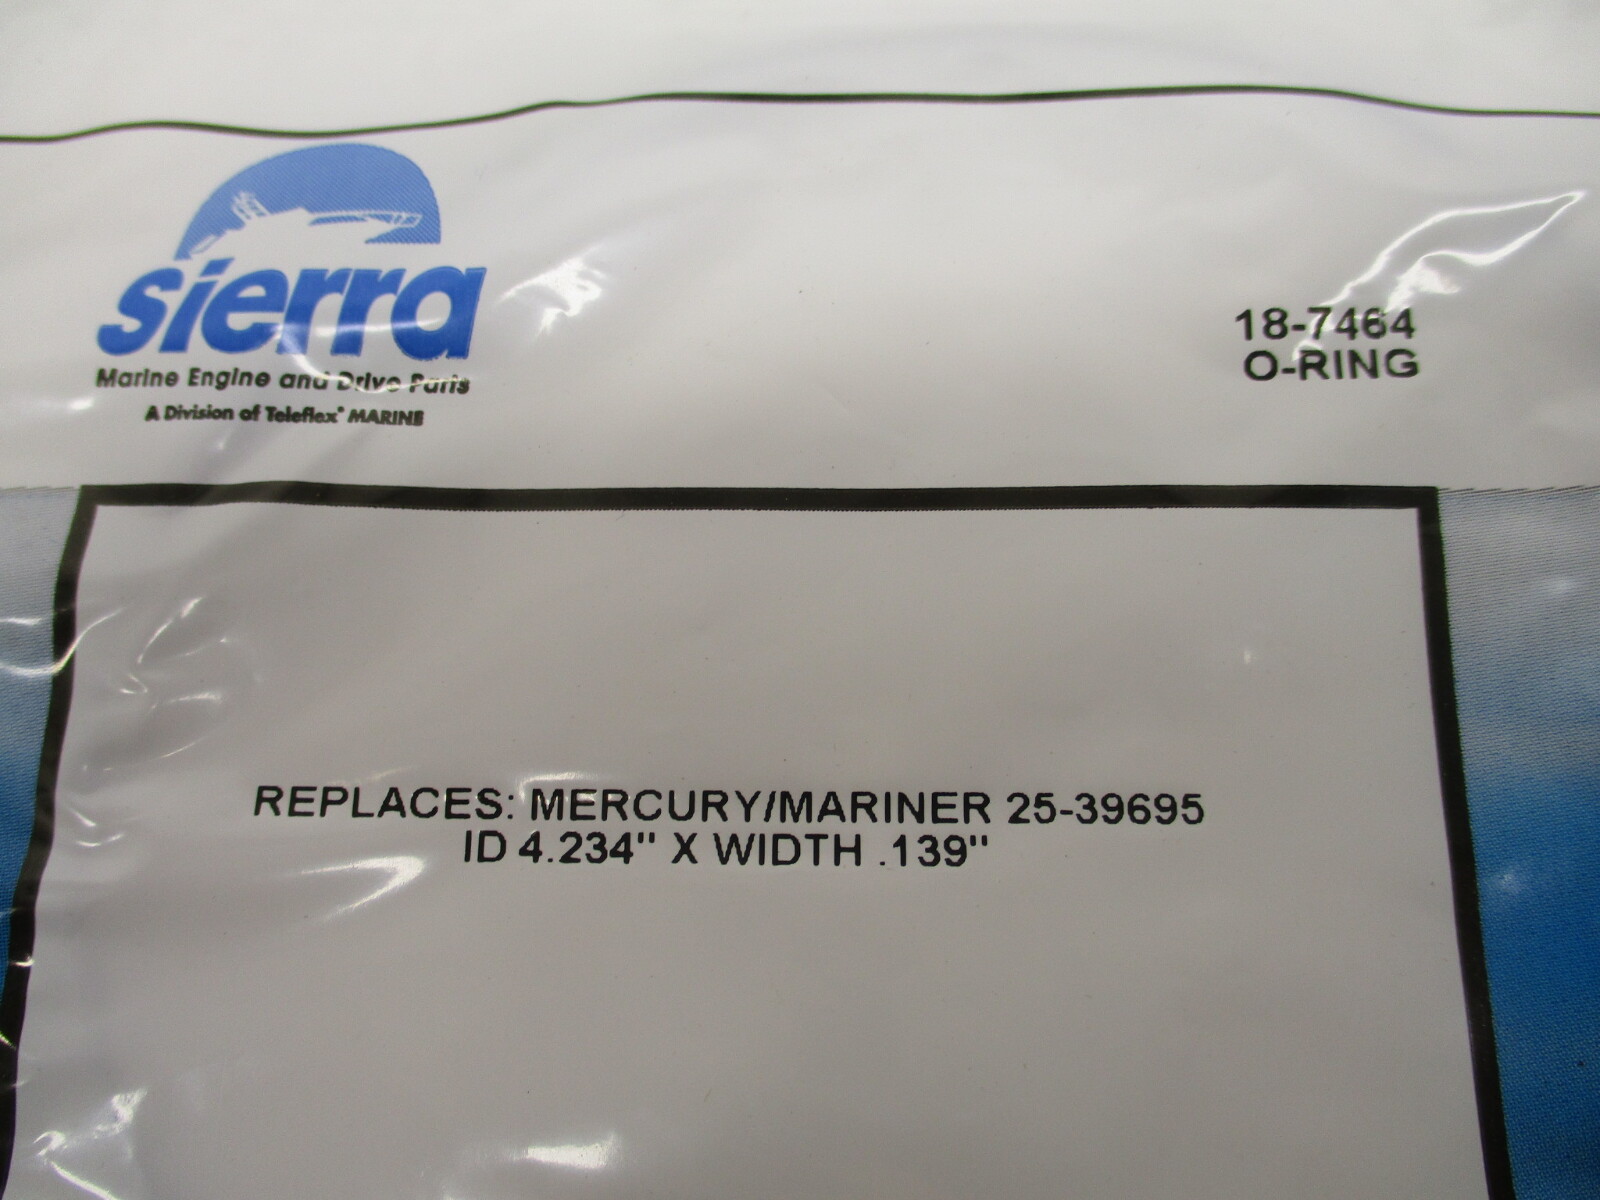 sierra
Marine Engine and Drive Parts
A Division of Teleflex® MARINE
18-7464
O-RING
REPLACES: MERCURY/MARINER 25-39695
ID 4.234" X WIDTH .139"